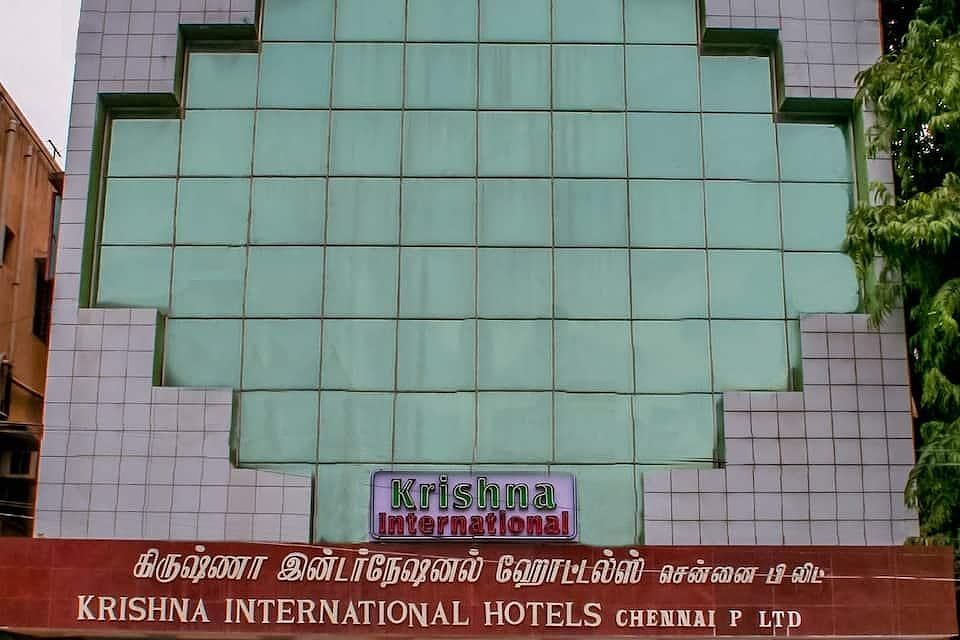 Krishna
International
கிருஷ்ணா இன்டர்நேஷனல் ஹோட்டல்ஸ் சென்னை பி லிட்
KRISHNA INTERNATIONAL HOTELS CHENNAI P LTD